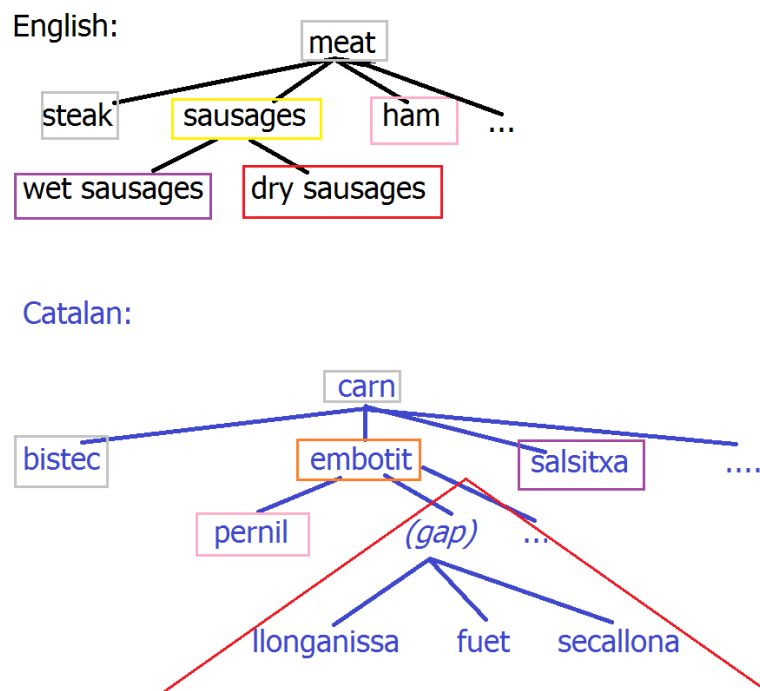 English:
meat
steak sausages ham ...
wet sausages dry sausages
Catalan:
carn
bistec embotit salsitxa ....
pernil (gap) ...
llonganissa fuet secallona